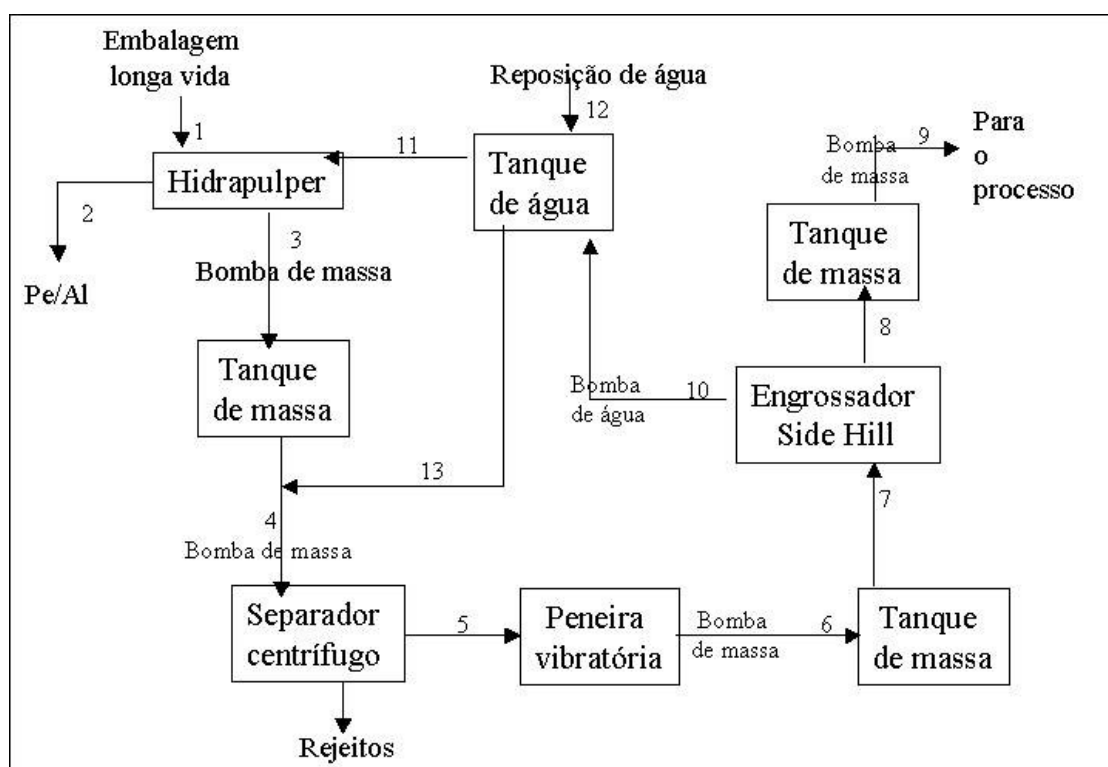 Embalagem
longa vida
1
Reposição de água
12
11
Hidrapulper
2
Pe/Al
3
Bomba de massa
Tanque
de água
Bomba
de massa
9
Para
o
processo
Tanque
de massa
8
Tanque
de massa
Bomba
de água
10
Engrossador
Side Hill
13
7
4
Bomba de massa
Separador
centrífugo
5
Peneira
vibratória
Bomba
de massa
6
Tanque
de massa
Rejeitos